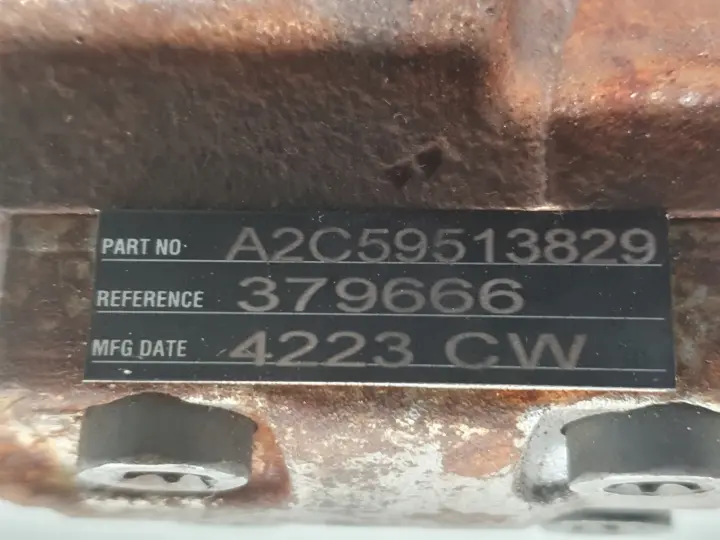 PART NO. A2C59513829
REFERENCE 379666
MFG DATE 4223 CW